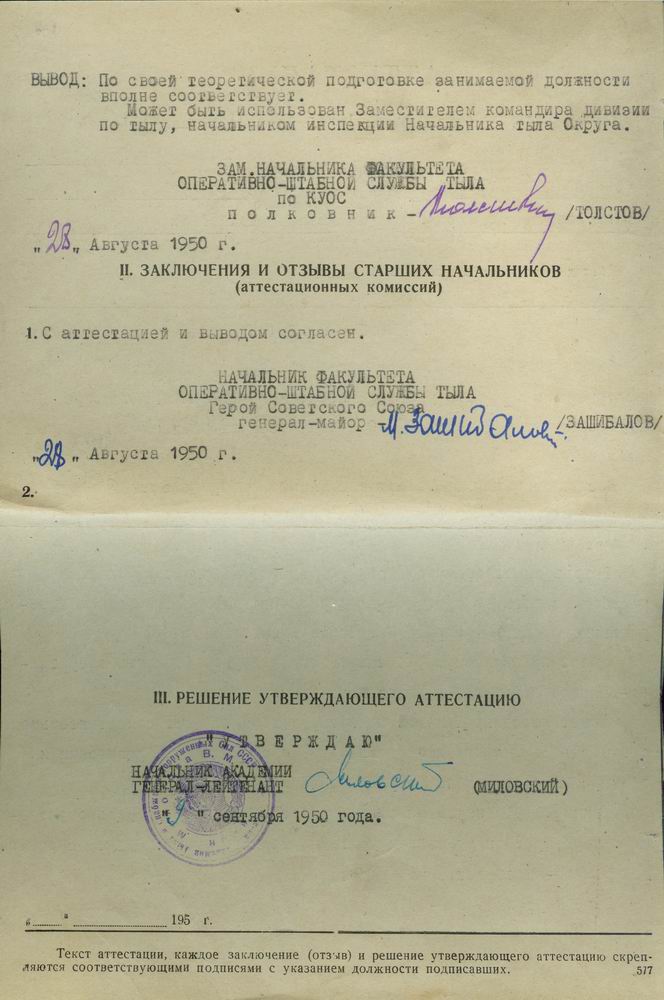 ВЫВОД: По своей теоретической подготовке занимаемой должности
вполне соответствует.
Может быть использован Заместителем командира дивизии
по тылу, начальником инспекции Начальника тыла Округа.
ЗАМ.НАЧАЛЬНИКА ФАКУЛЬТЕТА
ОПЕРАТИВНО-ШТАБНОЙ СЛУЖБЫ ТЫЛА
по КУОС
ПОЛКОВНИК- /ТОЛСТОВ/
„28„ Августа 1950 г.
II. ЗАКЛЮЧЕНИЯ И ОТЗЫВЫ СТАРШИХ НАЧАЛЬНИКОВ
(аттестационных комиссий)
1. С аттестацией и выводом согласен.
НАЧАЛЬНИК ФАКУЛЬТЕТА
ОПЕРАТИВНО-ШТАБНОЙ СЛУЖБЫ ТЫЛА
Герой Советского Союза
генерал-майор - М. Зашибалов /ЗАШИБАЛОВ/
„28„ Августа 1950 г.
2.
III. РЕШЕНИЕ УТВЕРЖДАЮЩЕГО АТТЕСТАЦИЮ
"УТВЕРЖДАЮ"
НАЧАЛЬНИК АКАДЕМИИ
ГЕНЕРАЛ-ЛЕЙТЕНАНТ Миловский (МИЛОВСКИЙ)
"9" сентября 1950 года.
„ " 195 г.
Текст аттестации, каждое заключение (отзыв) и решение утверждающего аттестацию скреп-
ляются соответствующими подписями с указанием должности подписавших. 577